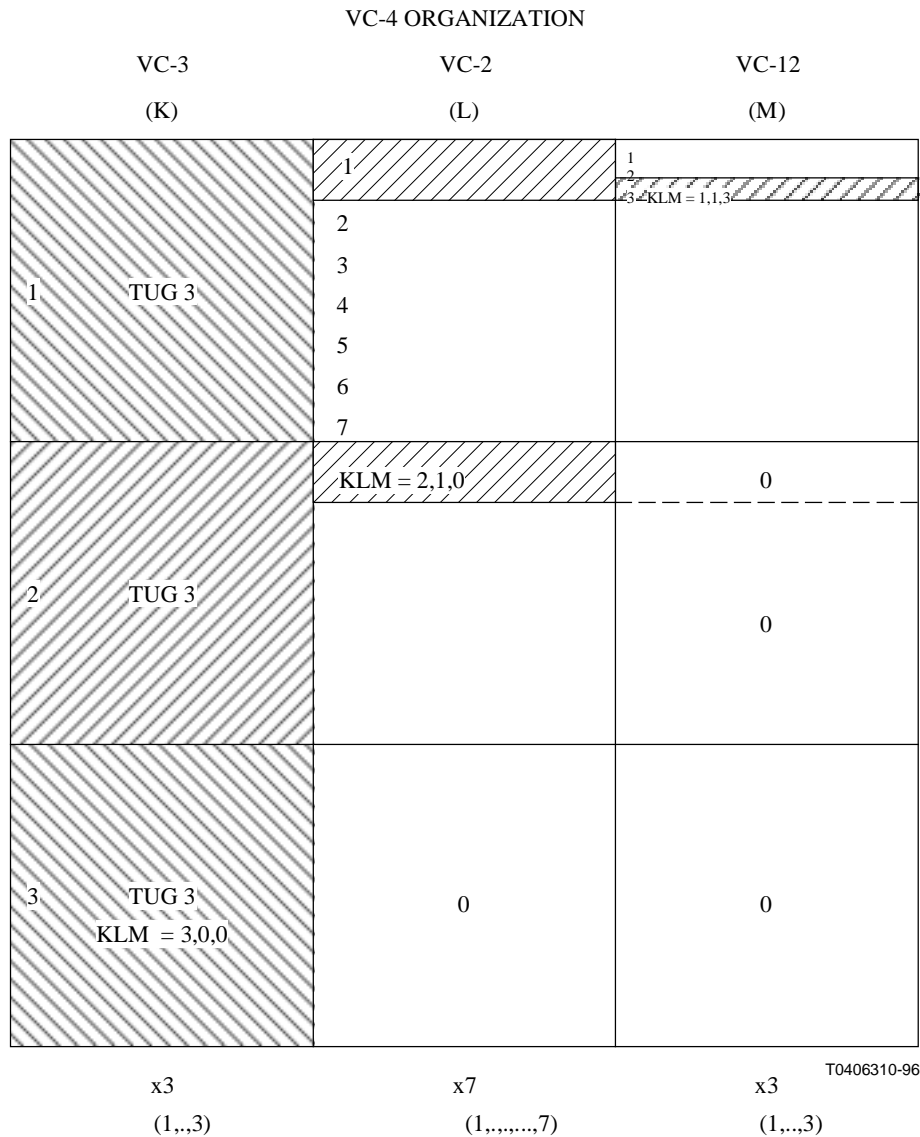 VC-4 ORGANIZATION
VC-3 VC-2 VC-12
(K) (L) (M)
1
1
2
3 KLM = 1,1,3
2
3
1 TUG 3
4
5
6
7
KLM = 2,1,0 0
2 TUG 3
0
3 TUG 3 0 0
KLM = 3,0,0
T0406310-96
x3 x7 x3
(1,.,3) (1,.,.,...,7) (1,..,3)